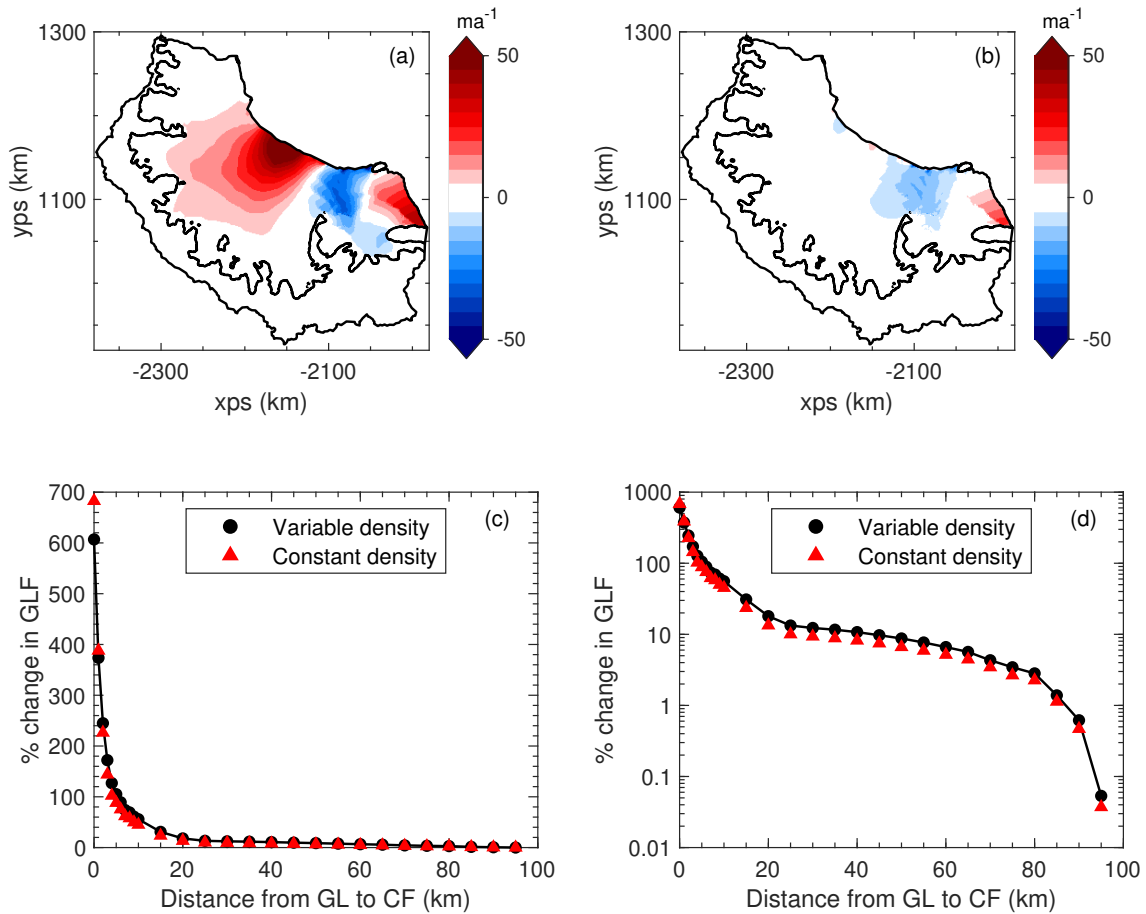 ma-1
ma-1
1300
(a)
50
1300
(b)
50
yps (km)
1100
0
yps (km)
1100
0
-50
-50
-2300
-2100
-2300
-2100
xps (km)
xps (km)
700
600
500
400
300
200
100
0
% change in GLF
(c)
Variable density
Constant density
0
20
40
60
80
100
Distance from GL to CF (km)
1000
100
10
1
0.1
0.01
% change in GLF
(d)
Variable density
Constant density
0
20
40
60
80
100
Distance from GL to CF (km)